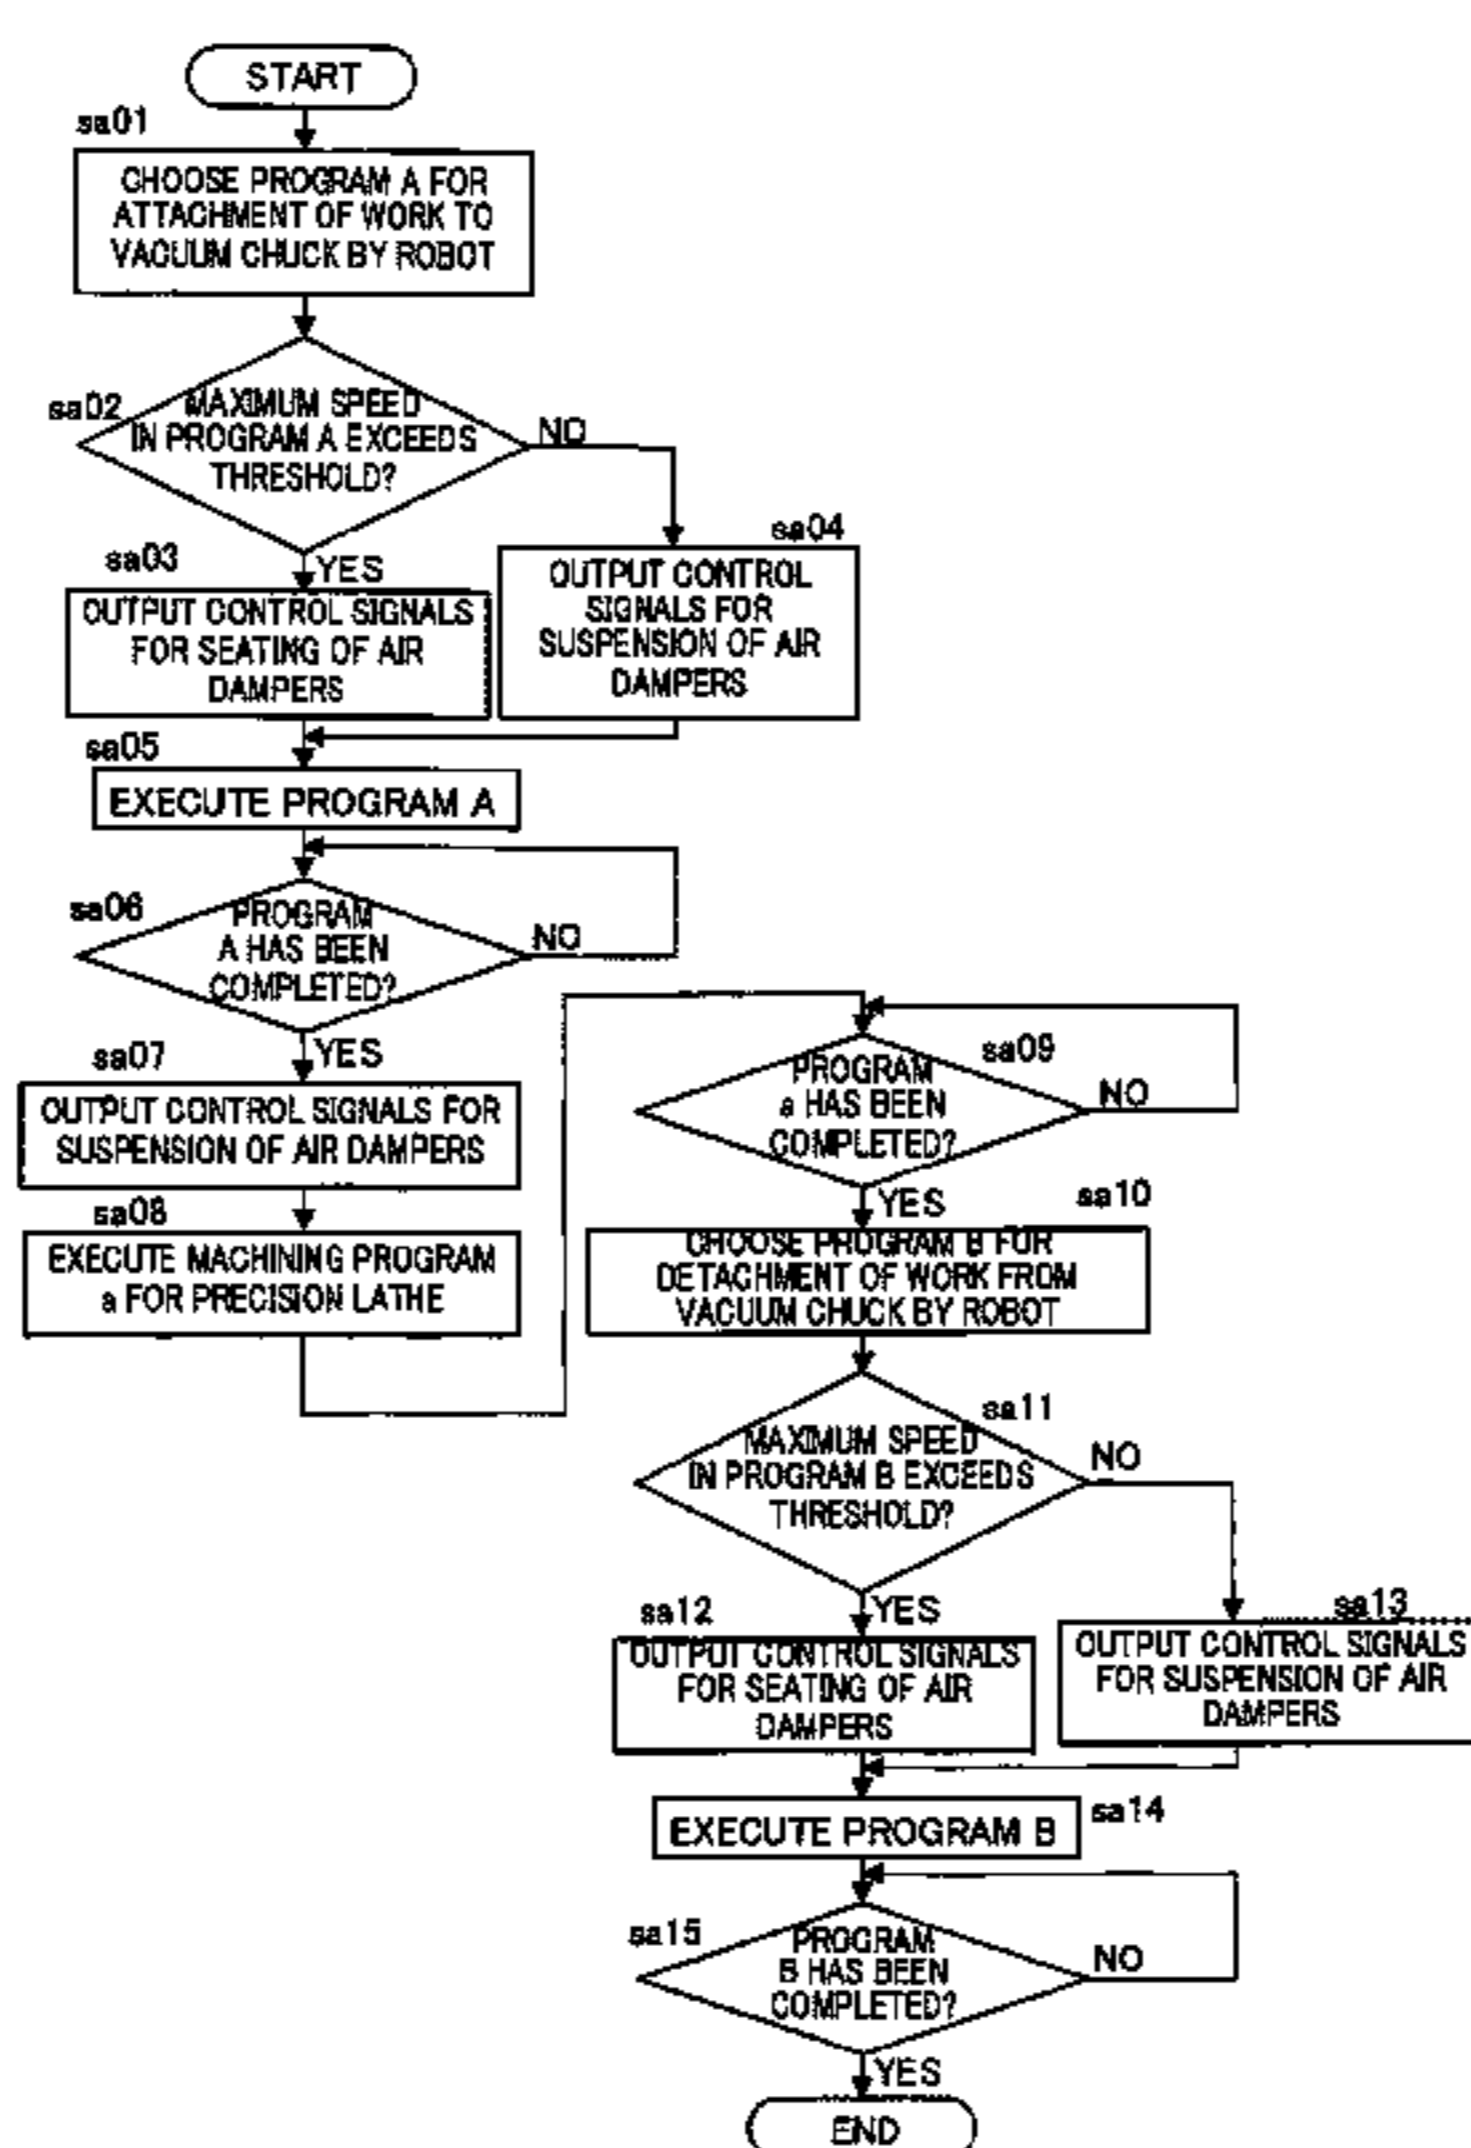 START
sa01
CHOOSE PROGRAM A FOR
ATTACHMENT OF WORK TO
VACUUM CHUCK BY ROBOT
sa02
MAXIMUM SPEED
IN PROGRAM A EXCEEDS
THRESHOLD?
NO
sa03
YES
OUTPUT CONTROL SIGNALS
FOR SEATING OF AIR
DAMPERS
sa04
OUTPUT CONTROL
SIGNALS FOR
SUSPENSION OF AIR
DAMPERS
sa05
EXECUTE PROGRAM A
sa06
PROGRAM
A HAS BEEN
COMPLETED?
NO
YES
sa07
OUTPUT CONTROL SIGNALS FOR
SUSPENSION OF AIR DAMPERS
sa08
EXECUTE MACHINING PROGRAM
a FOR PRECISION LATHE
sa09
PROGRAM
a HAS BEEN
COMPLETED?
NO
YES
sa10
CHOOSE PROGRAM B FOR
DETACHMENT OF WORK FROM
VACUUM CHUCK BY ROBOT
sa11
MAXIMUM SPEED
IN PROGRAM B EXCEEDS
THRESHOLD?
NO
YES
sa12
OUTPUT CONTROL SIGNALS
FOR SEATING OF AIR
DAMPERS
sa13
OUTPUT CONTROL SIGNALS
FOR SUSPENSION OF AIR
DAMPERS
EXECUTE PROGRAM B
sa14
sa15
PROGRAM
B HAS BEEN
COMPLETED?
NO
YES
END